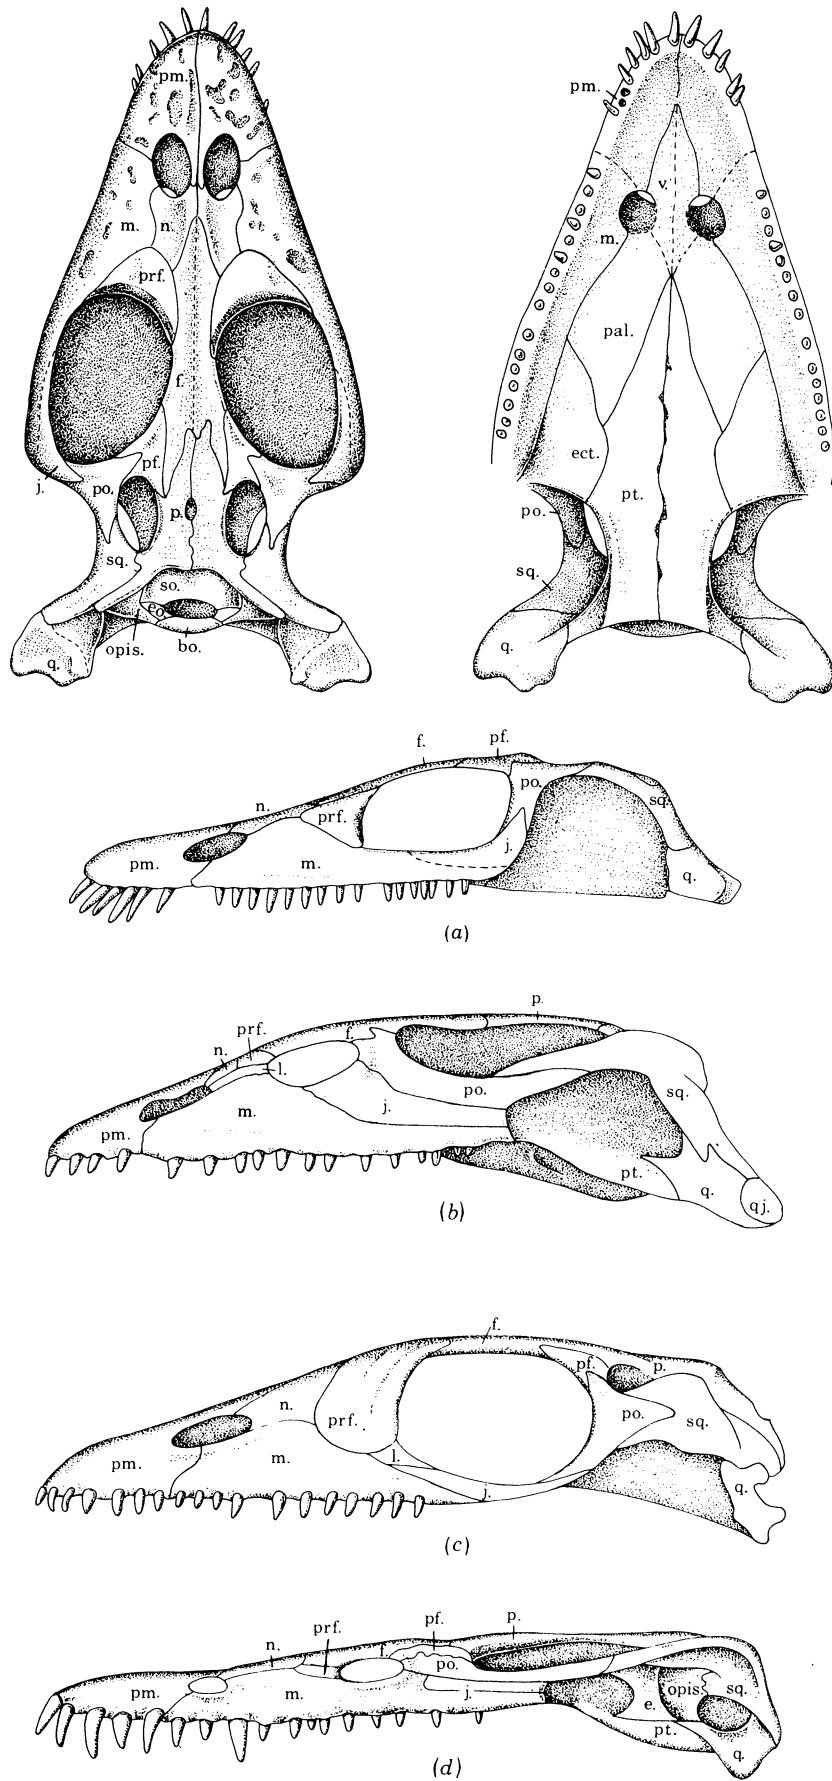 pm.
m.
n.
prf.
f.
pf.
j.
po.
p.
sq.
so.
eo.
opis.
bo.
q.
pm.
v.
m.
pal.
ect.
pt.
po.
sq.
q.
f.
pf.
n.
prf.
po.
sq.
pm.
m.
j.
q.
(a)
p.
prf.
n.
f.
l.
po.
sq.
m.
j.
pm.
pt.
q.
qj.
(b)
f.
pf.
p.
n.
prf.
po.
sq.
l.
pm.
m.
j.
q.
(c)
prf.
pf.
p.
n.
f.
po.
pm.
m.
j.
opis.
sq.
e.
pt.
q.
(d)